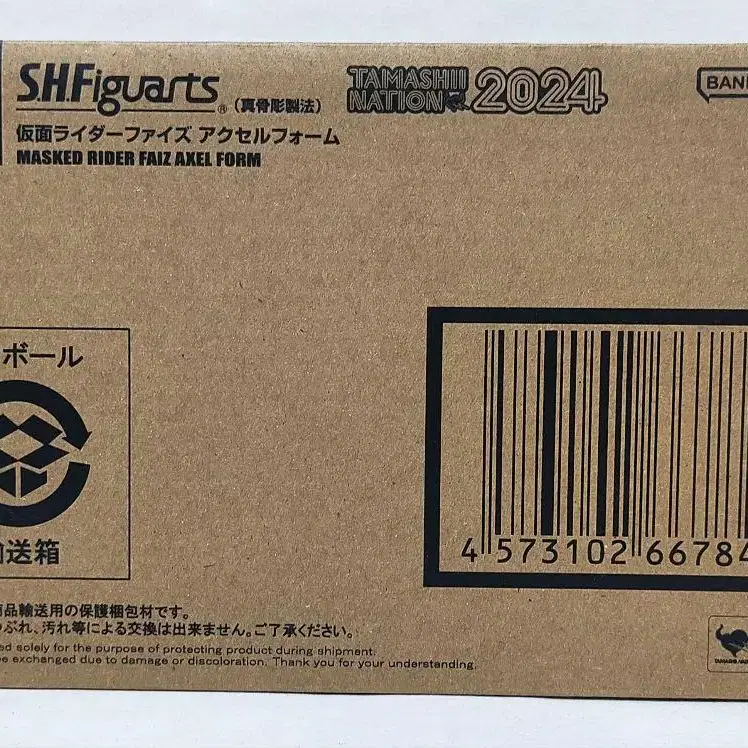 S.H.Figuarts®（真骨彫製法）
TAMASHII NATION 2024
BAN
仮面ライダーファイズ アクセルフォーム
MASKED RIDER FAIZ AXEL FORM
ボール
送箱
4 573102 66784
品輸送用の保護梱包材です。
ぶれ、汚れ等による交換は出来ません。ご了承ください。
ed solely for the purpose of protecting product during shipment.
be exchanged due to damage or discoloration. Thank you for your understanding.